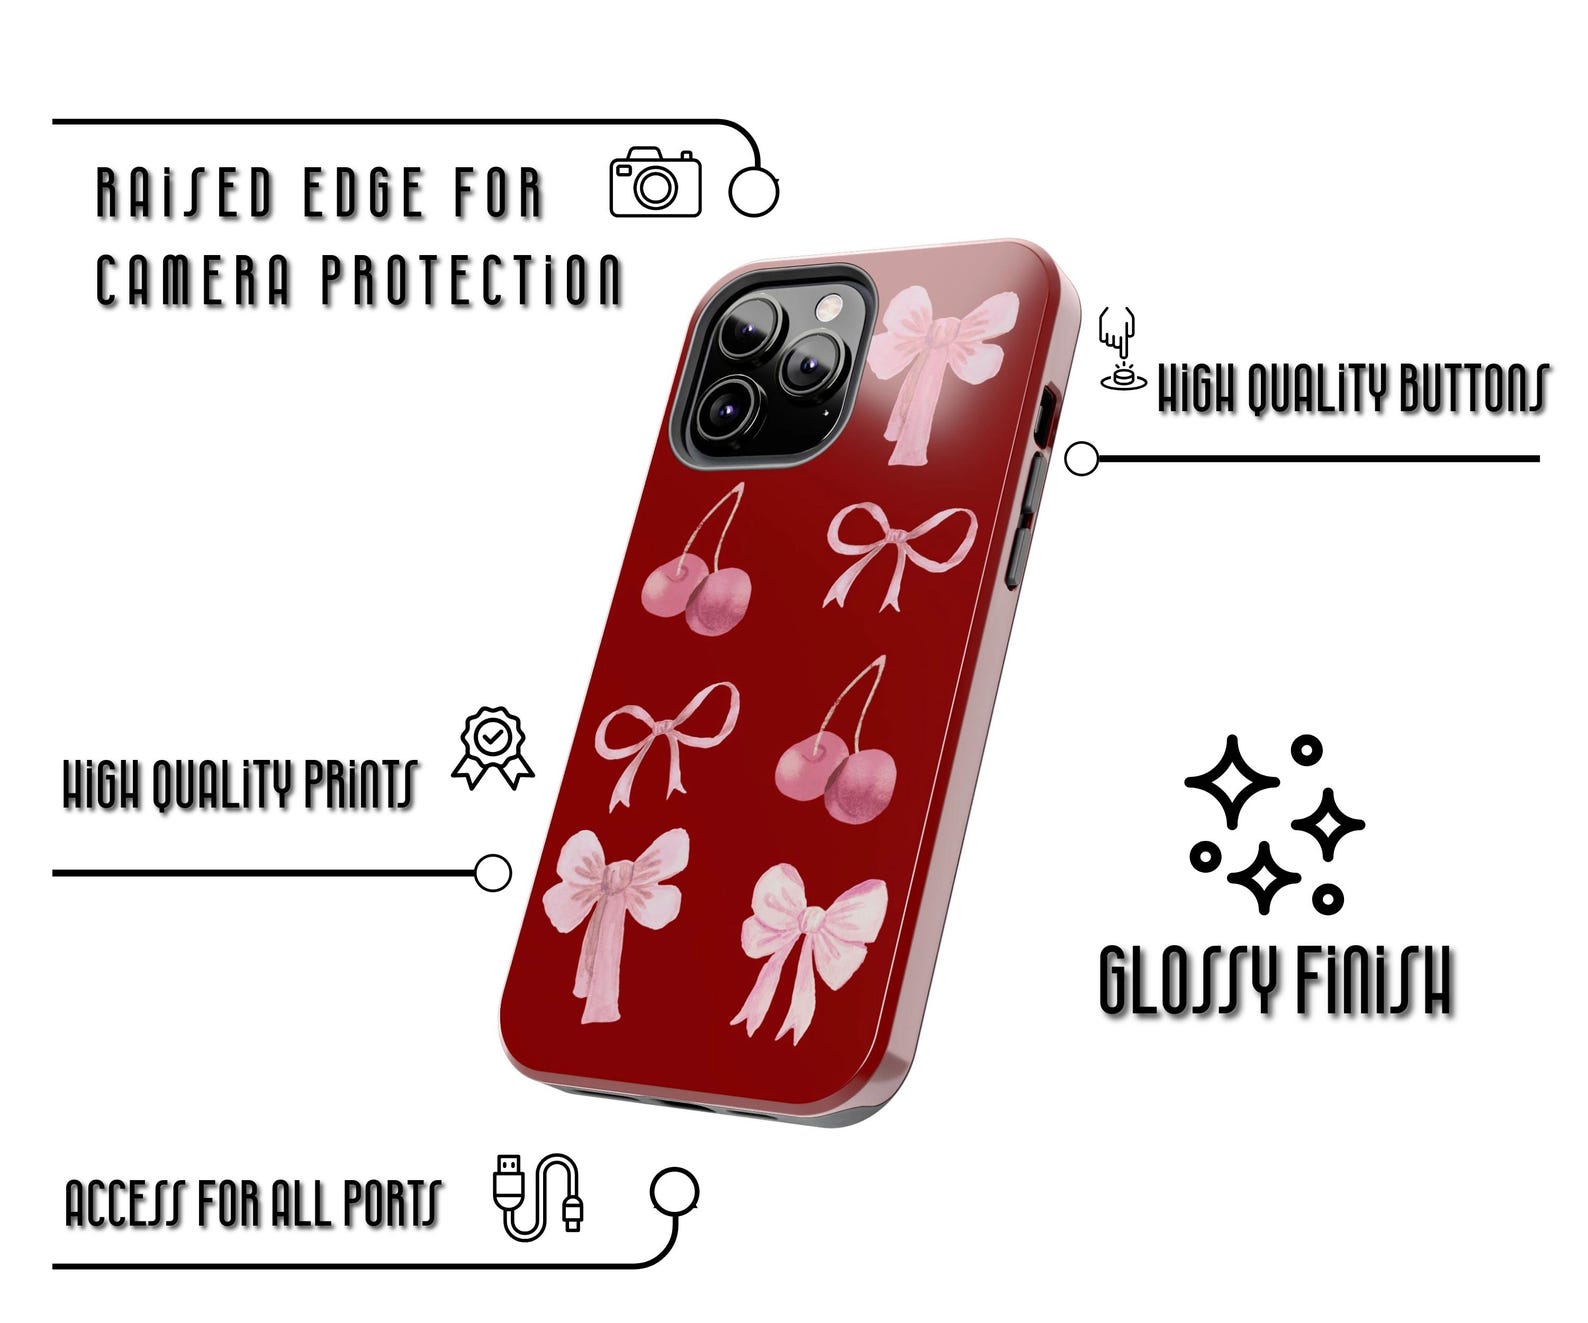 RAISED EDGE FOR
CAMERA PROTECTION
HIGH QUALITY BUTTONS
HIGH QUALITY PRINTS
GLOSSY FINISH
ACCESS FOR ALL PORTS